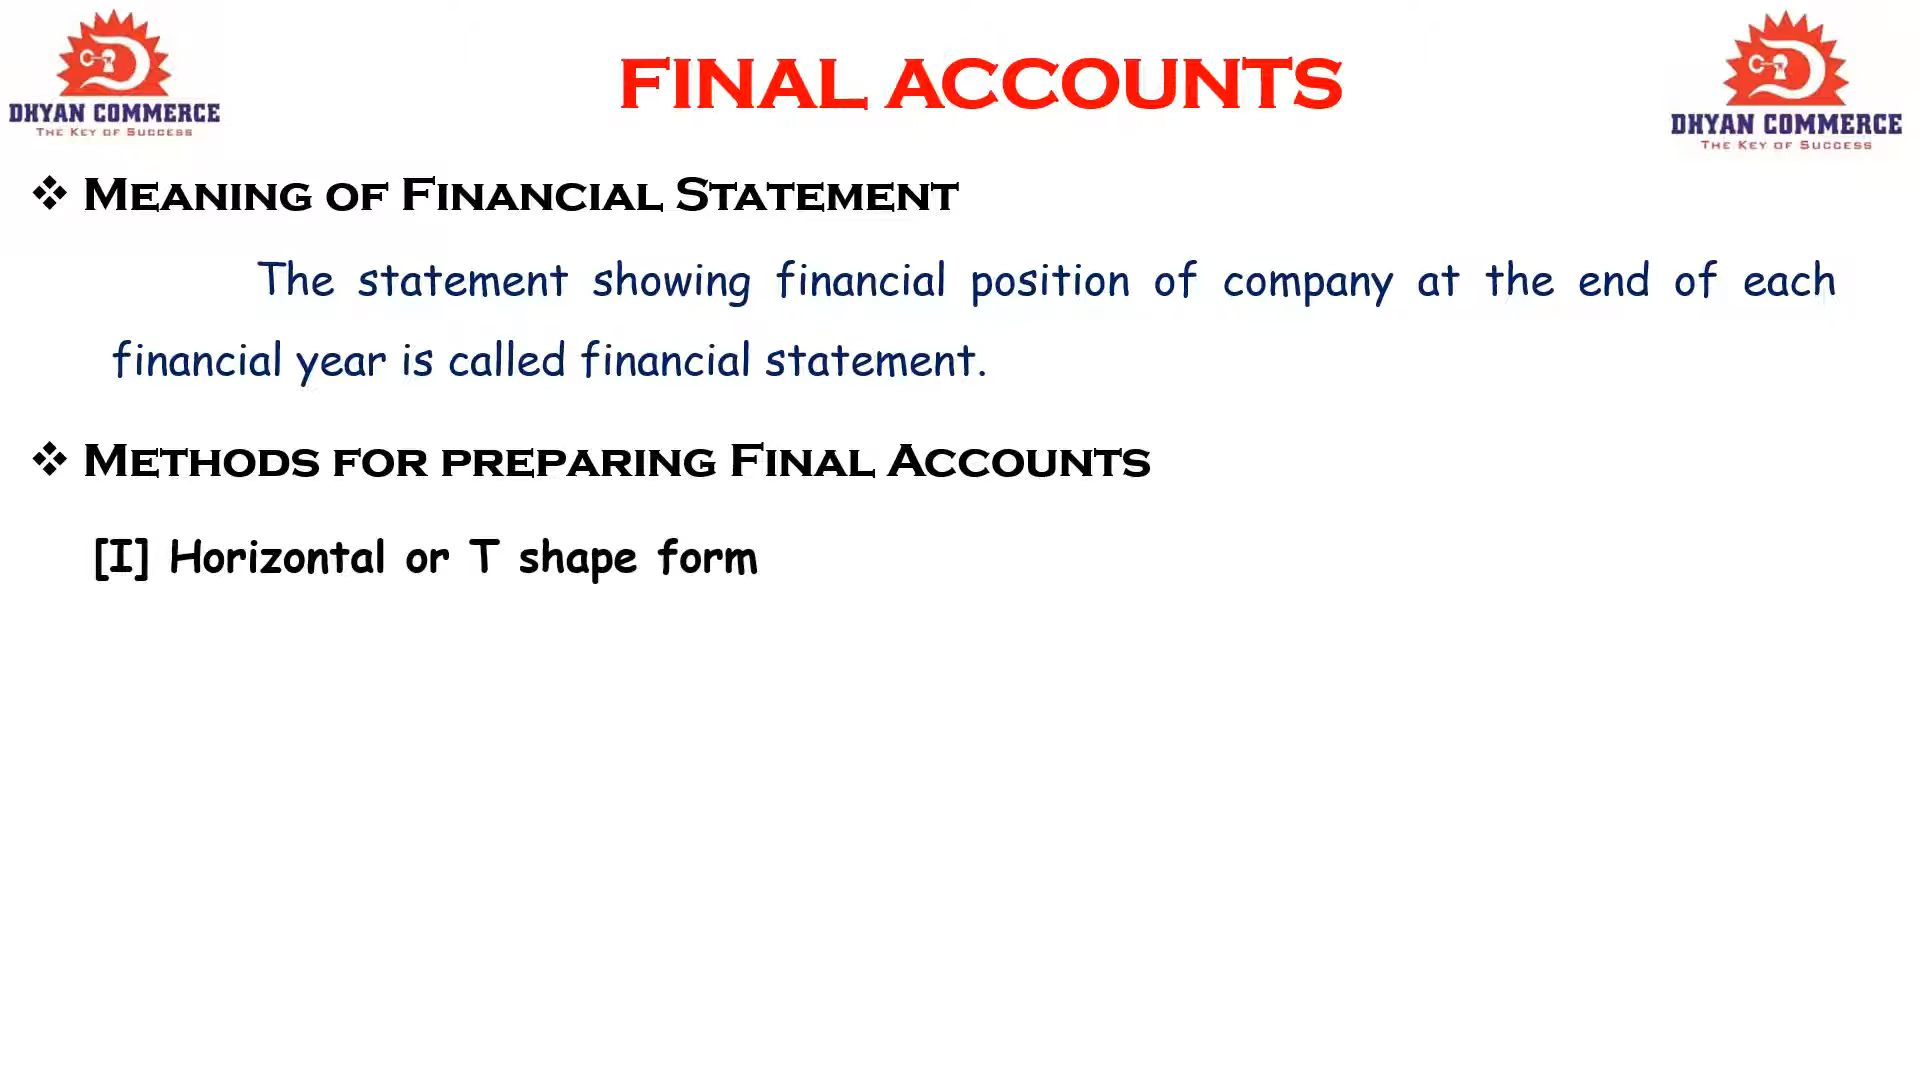 DHYAN COMMERCE
THE KEY OF SUCCESS
FINAL ACCOUNTS
DHYAN COMMERCE
THE KEY OF SUCCESS
❖ MEANING OF FINANCIAL STATEMENT
The statement showing financial position of company at the end of each
financial year is called financial statement.
❖ METHODS FOR PREPARING FINAL ACCOUNTS
[I] Horizontal or T shape form